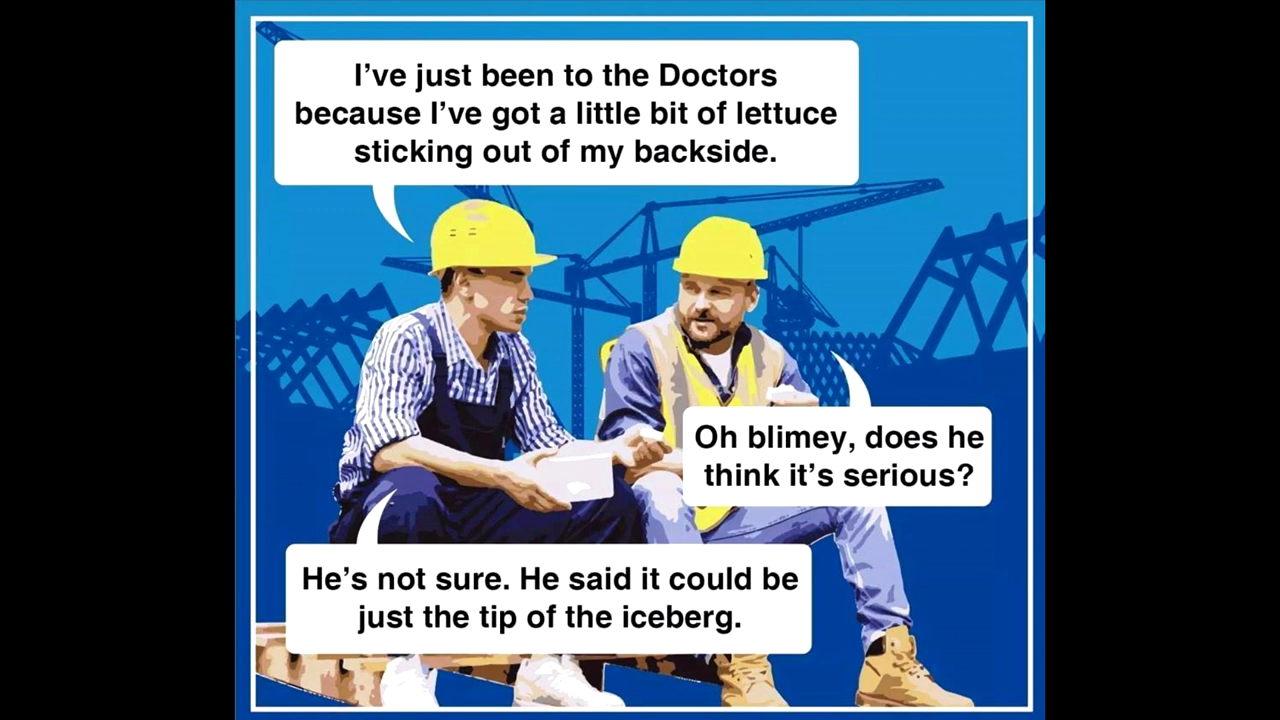 I’ve just been to the Doctors
because I’ve got a little bit of lettuce
sticking out of my backside.
Oh blimey, does he
think it’s serious?
He’s not sure. He said it could be
just the tip of the iceberg.